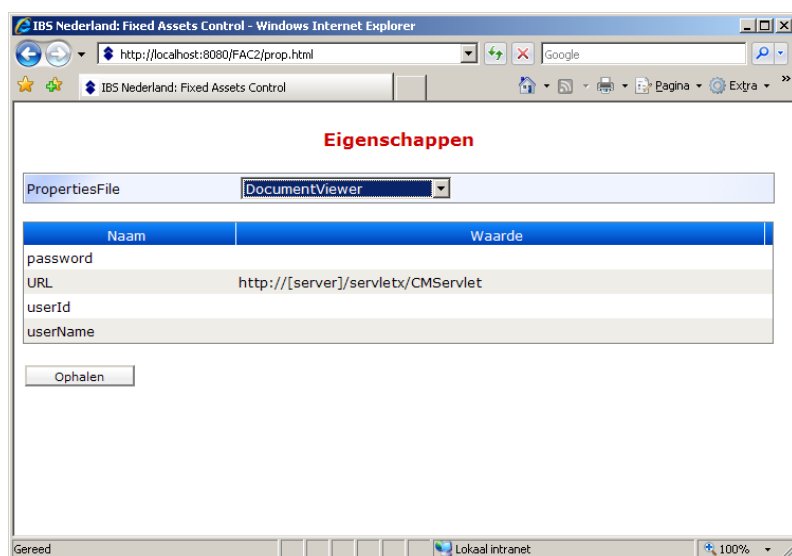 IBS Nederland: Fixed Assets Control - Windows Internet Explorer
http://localhost:8080/FAC2/prop.html
Google
IBS Nederland: Fixed Assets Control
Pagina
Extra
»
Eigenschappen
PropertiesFile DocumentViewer
Naam Waarde
password
URL http://[server]/servletx/CMServlet
userId
userName
Ophalen
Gereed Lokaal intranet 100%